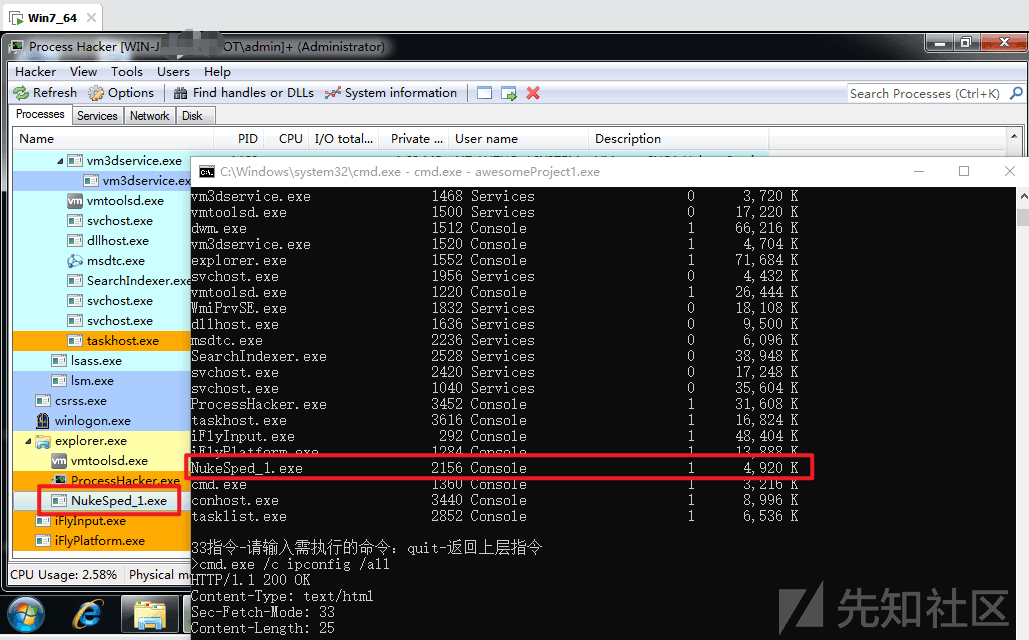 Win7_64
Process Hacker [WIN-J OT\admin]+ (Administrator)
Hacker View Tools Users Help
Refresh Options Find handles or DLLs System information Search Processes (Ctrl+K)
Processes Services Network Disk
Name PID CPU I/O total... Private ... User name Description
vm3dservice.exe
vm3dservice.ex
vmtoolsd.exe
svchost.exe
dllhost.exe
msdtc.exe
SearchIndexer.exe
svchost.exe
svchost.exe
taskhost.exe
lsass.exe
lsm.exe
csrss.exe
winlogon.exe
explorer.exe
vmtoolsd.exe
ProcessHacker.exe
NukeSped_1.exe
iFlyInput.exe
iFlyPlatform.exe
CPU Usage: 2.58% Physical m
C:\Windows\system32\cmd.exe - cmd.exe - awesomeProject1.exe
vm3dservice.exe 1468 Services 0 3,720 K
vmtoolsd.exe 1500 Services 0 17,220 K
dwm.exe 1512 Console 1 66,216 K
vm3dservice.exe 1520 Console 1 4,704 K
explorer.exe 1552 Console 1 71,684 K
svchost.exe 1956 Services 0 4,432 K
vmtoolsd.exe 1220 Console 1 26,444 K
WmiPrvSE.exe 1832 Services 0 18,108 K
dllhost.exe 1636 Services 0 9,500 K
msdtc.exe 2236 Services 0 6,096 K
SearchIndexer.exe 2528 Services 0 38,948 K
svchost.exe 2420 Services 0 17,248 K
svchost.exe 1040 Services 0 35,604 K
ProcessHacker.exe 3452 Console 1 31,608 K
taskhost.exe 3616 Console 1 16,824 K
iFlyInput.exe 292 Console 1 48,404 K
iFlyPlatform.exe 1284 Console 1 13,888 K
NukeSped_1.exe 2156 Console 1 4,920 K
cmd.exe 1360 Console 1 3,216 K
conhost.exe 3440 Console 1 8,996 K
tasklist.exe 2852 Console 1 6,536 K
33指令-请输入需执行的命令：quit-返回上层指令
>cmd.exe /c ipconfig /all
HTTP/1.1 200 OK
Content-Type: text/html
Sec-Fetch-Mode: 33
Content-Length: 25
先知社区